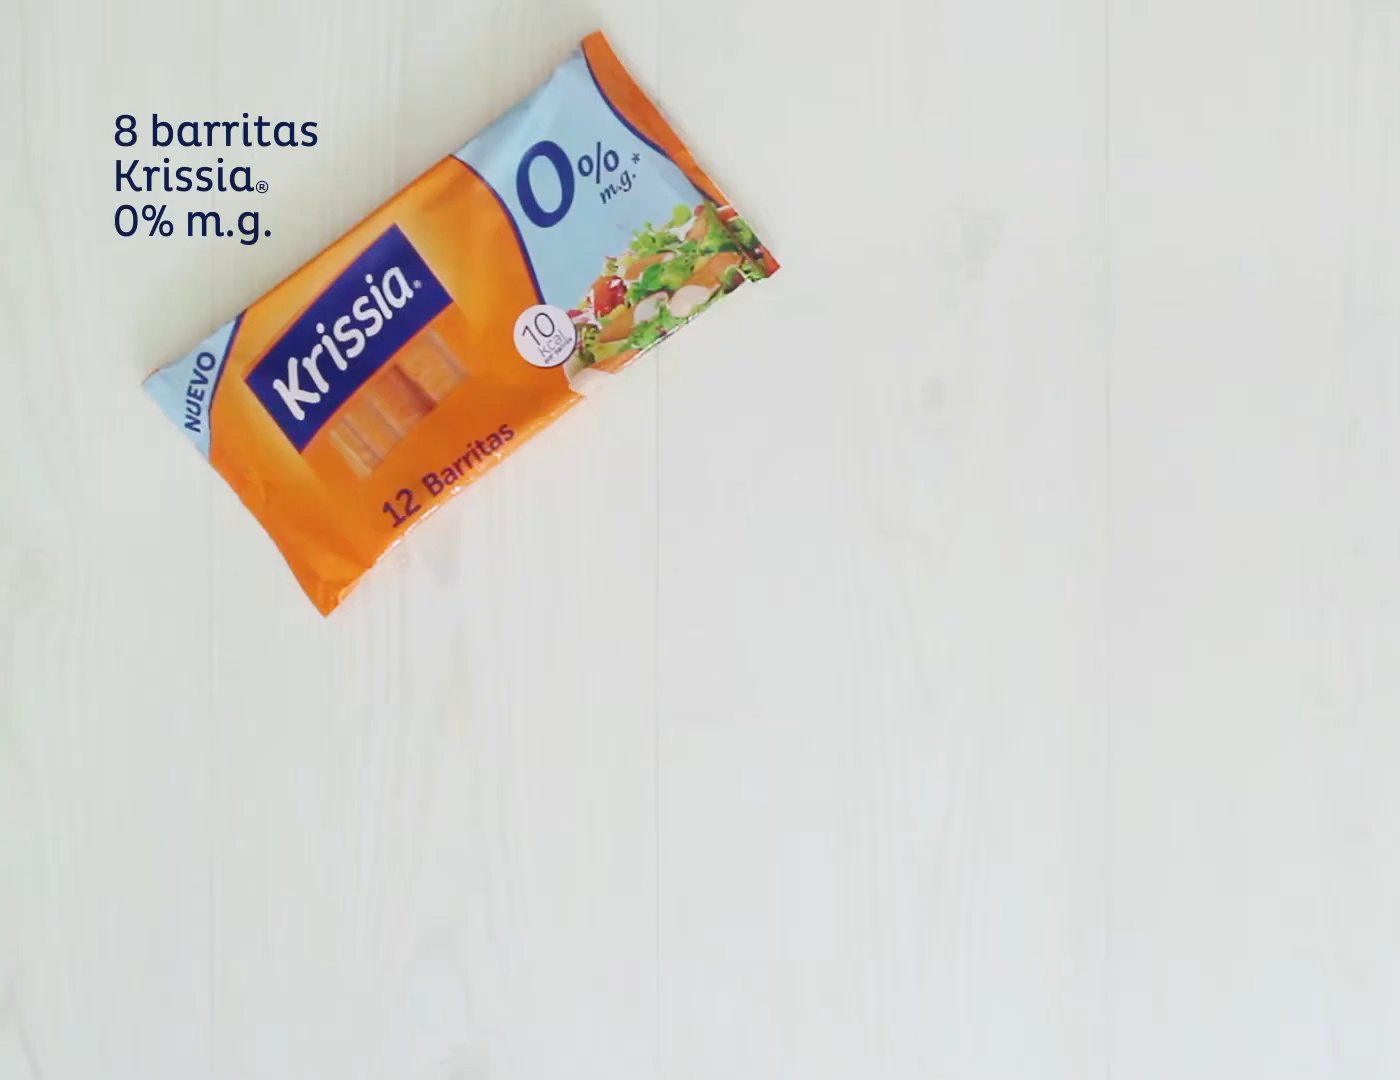 8 barritas
Krissia®
0% m.g.
0% m.g.*
Krissia®
NUEVO
10
kcal
12 Barritas